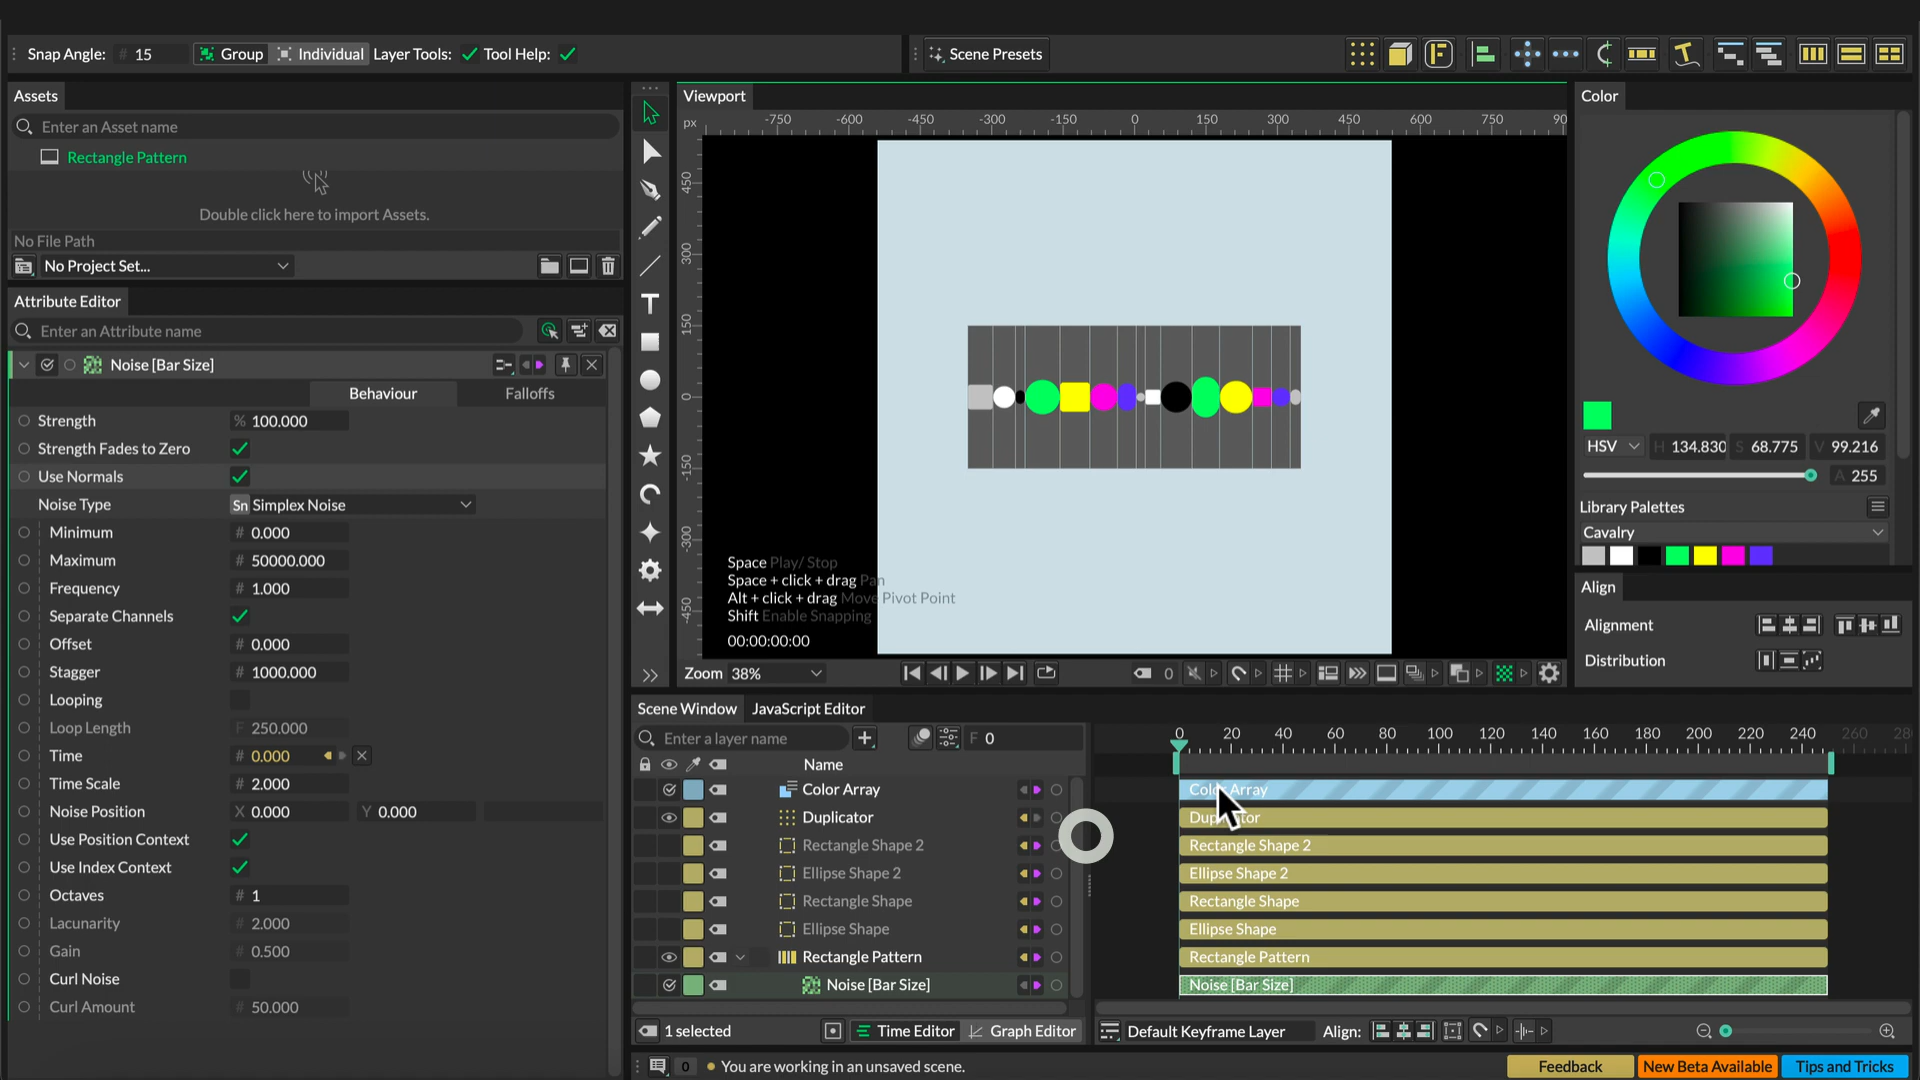 Snap Angle: # 15 Group Individual Layer Tools: Tool Help:
Scene Presets
Assets
Enter an Asset name
Rectangle Pattern
Double click here to import Assets.
No File Path
No Project Set...
Attribute Editor
Enter an Attribute name
Noise [Bar Size]
Behaviour Falloffs
Strength % 100.000
Strength Fades to Zero
Use Normals
Noise Type Sn Simplex Noise
Minimum # 0.000
Maximum # 50000.000
Frequency # 1.000
Separate Channels
Offset # 0.000
Stagger # 1000.000
Looping
Loop Length F 250.000
Time # 0.000
Time Scale # 2.000
Noise Position X 0.000 Y 0.000
Use Position Context
Use Index Context
Octaves # 1
Lacunarity # 2.000
Gain # 0.500
Curl Noise
Curl Amount # 50.000
Viewport
px -750 -600 -450 -300 -150 0 150 300 450 600 750 90
450
300
150
0
-150
-300
-450
Space Play/ Stop
Space + click + drag Pan
Alt + click + drag Move Pivot Point
Shift Enable Snapping
00:00:00:00
Zoom 38%
0
Color
HSV H 134.830 S 68.775 V 99.216
A 255
Library Palettes
Cavalry
Align
Alignment
Distribution
Scene Window JavaScript Editor
Enter a layer name F 0
Name
Color Array
Duplicator
Rectangle Shape 2
Ellipse Shape 2
Rectangle Shape
Ellipse Shape
Rectangle Pattern
Noise [Bar Size]
0 20 40 60 80 100 120 140 160 180 200 220 240 260 28
Color Array
Duplicator
Rectangle Shape 2
Ellipse Shape 2
Rectangle Shape
Ellipse Shape
Rectangle Pattern
Noise [Bar Size]
1 selected Time Editor Graph Editor
Default Keyframe Layer Align:
0 You are working in an unsaved scene.
Feedback New Beta Available Tips and Tricks